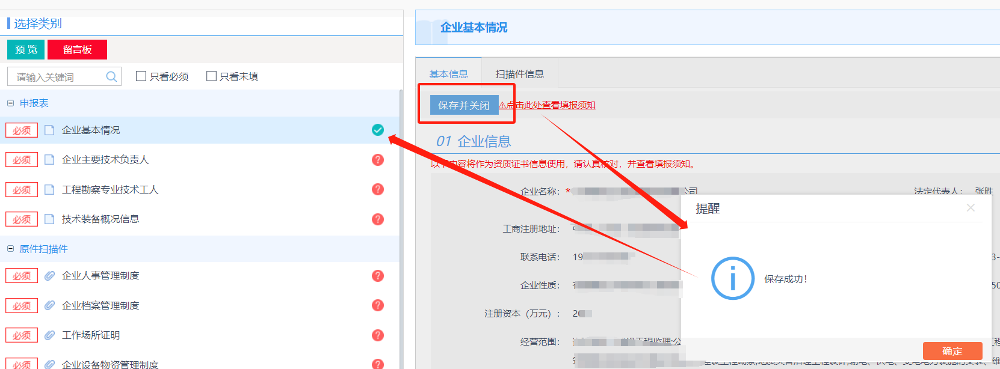 选择类别
预 览
留言板
请输入关键词
只看必须
只看未填
申报表
必须 企业基本情况
必须 企业主要技术负责人
必须 工程勘察专业技术工人
必须 技术装备概况信息
原件扫描件
必须 企业人事管理制度
必须 企业档案管理制度
必须 工作场所证明
必须 企业设备物资管理制度
企业基本情况
基本信息 扫描件信息
保存并关闭 点击此处查看填报须知
01 企业信息
内容将作为资质证书信息使用，请认真核对，并查看填报须知。
企业名称： * 公司 法定代表人： 张胜
工商注册地址：
联系电话： 19
企业性质：
注册资本（万元）： 20
经营范围： 工程监理;公
提醒
保存成功！
确定